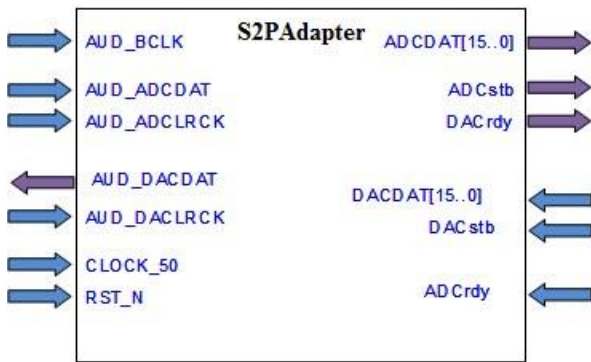 S2PAdapter
AUD_BCLK
ADCDAT[15..0]
AUD_ADCDAT
ADCstb
AUD_ADCLRCK
DACrdy
AUD_DACDAT
DACDAT[15..0]
AUD_DACLRCK
DACstb
CLOCK_50
RST_N
ADCrdy